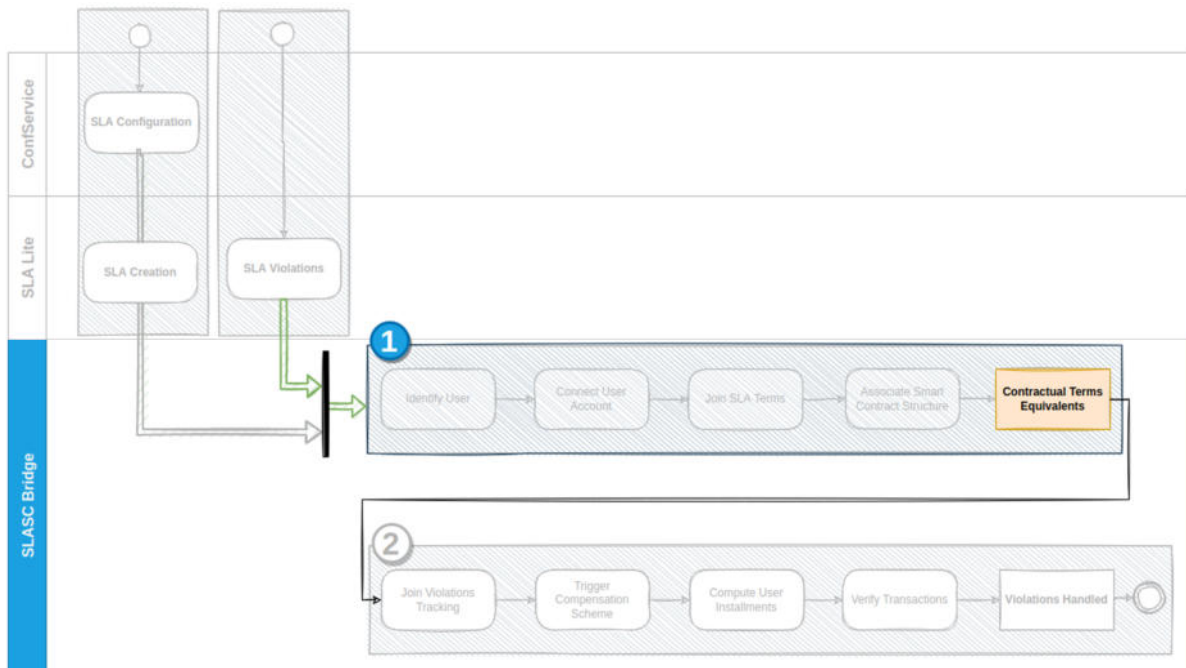 ConfService
SLA Configuration
SLA Lite
SLA Creation
SLA Violations
SLASC Bridge
1
Identify User
Connect User
Account
Join SLA Terms
Associate Smart
Contract Structure
Contractual Terms
Equivalents
2
Join Violations
Tracking
Trigger
Compensation
Scheme
Compute User
Installments
Verify Transactions
Violations Handled